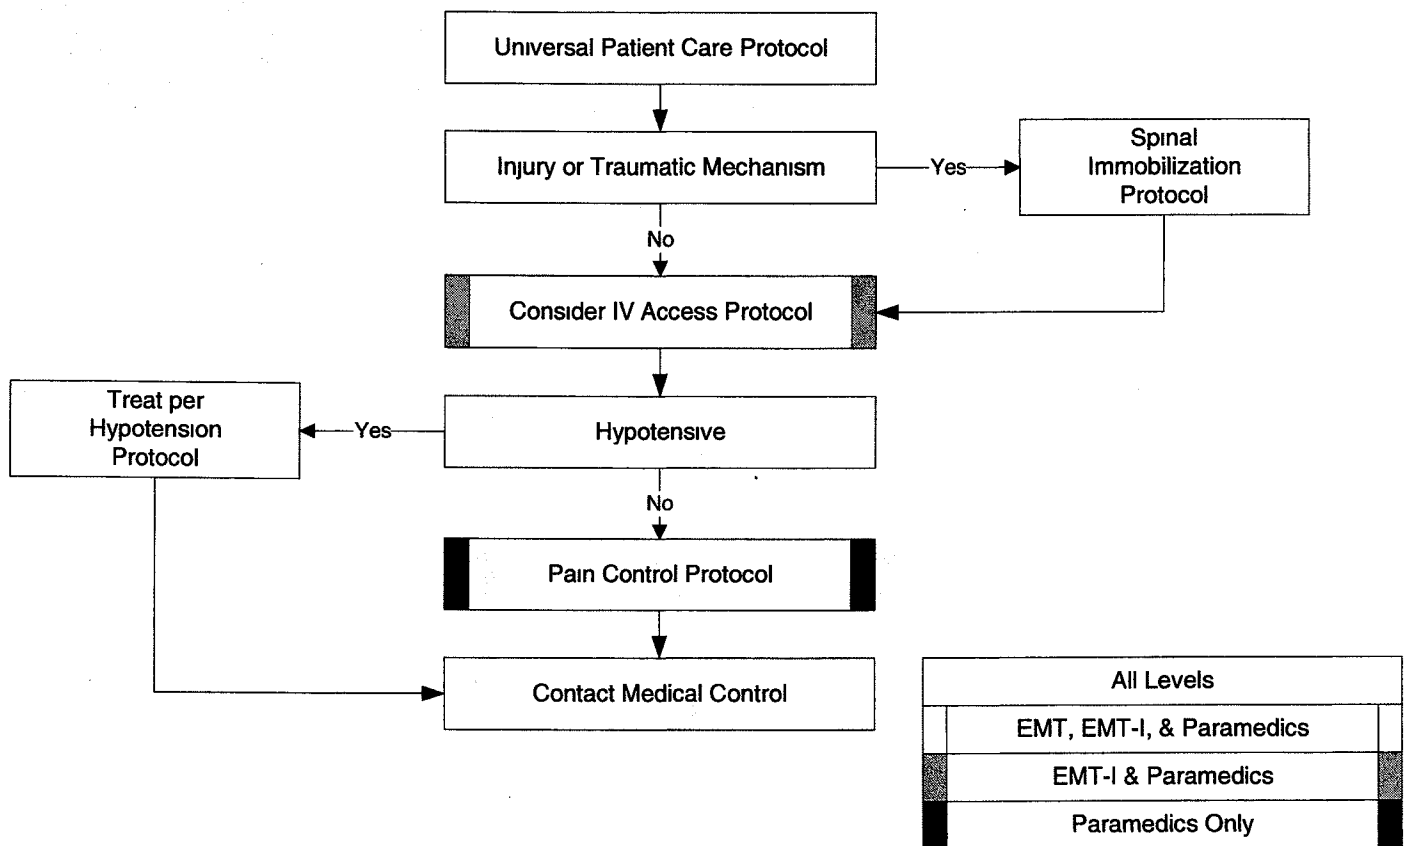 Universal Patient Care Protocol
Injury or Traumatic Mechanism
Yes
Spinal
Immobilization
Protocol
No
Consider IV Access Protocol
Treat per
Hypotension
Protocol
Yes
Hypotensive
No
Pain Control Protocol
Contact Medical Control
All Levels
EMT, EMT-I, & Paramedics
EMT-I & Paramedics
Paramedics Only